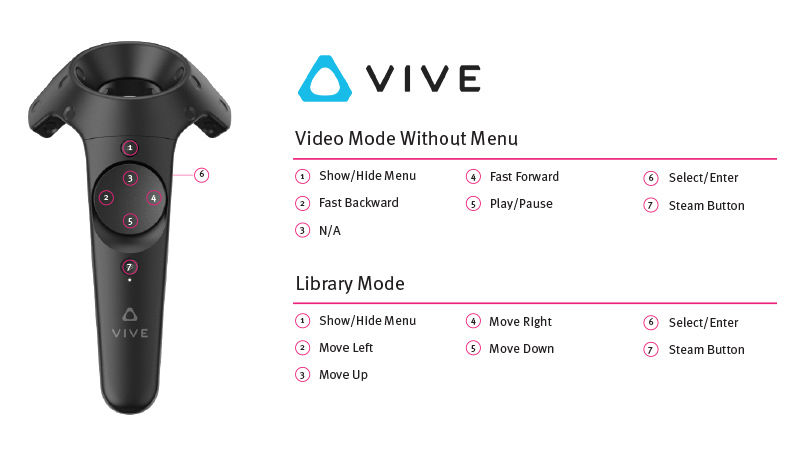 VIVE
Video Mode Without Menu
1 Show/Hide Menu
2 Fast Backward
3 N/A
4 Fast Forward
5 Play/Pause
6 Select/Enter
7 Steam Button
Library Mode
1 Show/Hide Menu
2 Move Left
3 Move Up
4 Move Right
5 Move Down
6 Select/Enter
7 Steam Button
1
6
3
2 4
5
7
VIVE